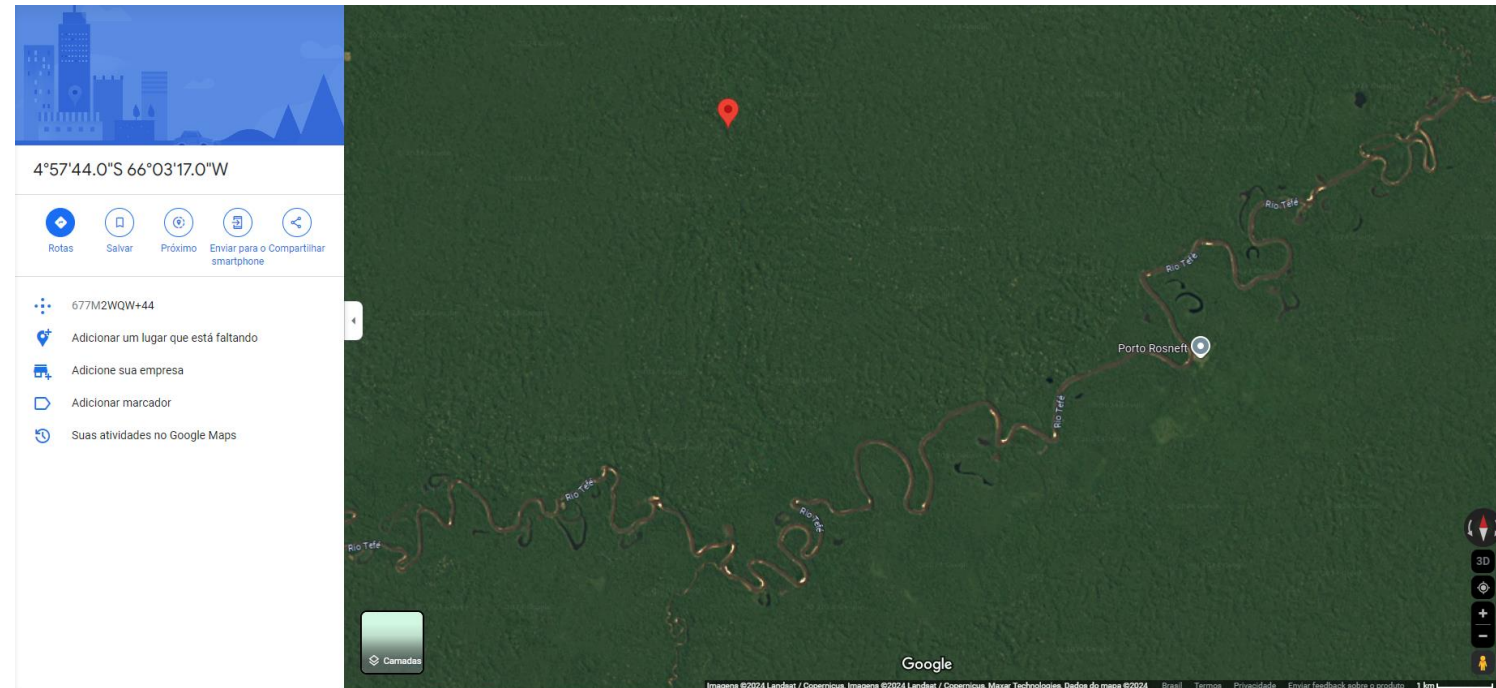 4°57'44.0"S 66°03'17.0"W
Rotas
Salvar
Próximo
Enviar para o smartphone
Compartilhar
677M2WQW+44
Adicionar um lugar que está faltando
Adicione sua empresa
Adicionar marcador
Suas atividades no Google Maps
Rio Tefé
Rio Tefé
Porto Rosneft
Rio Tefé
Rio Tefé
Rio Tefé
Rio Tefé
3D
Camadas
Google
Imagens ©2024 Landsat / Copernicus, Imagens ©2024 Landsat / Copernicus, Maxar Technologies, Dados do mapa ©2024 Brasil Termos Privacidade Enviar feedback sobre o produto 1 km